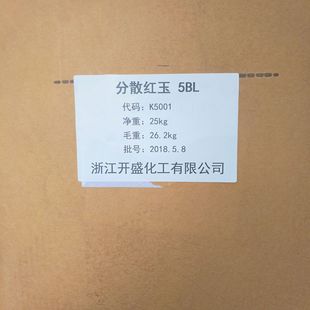 分散红玉 5BL
代码: K5001
净重: 25kg
毛重: 26.2kg
批号: 2018.5.8
浙江开盛化工有限公司